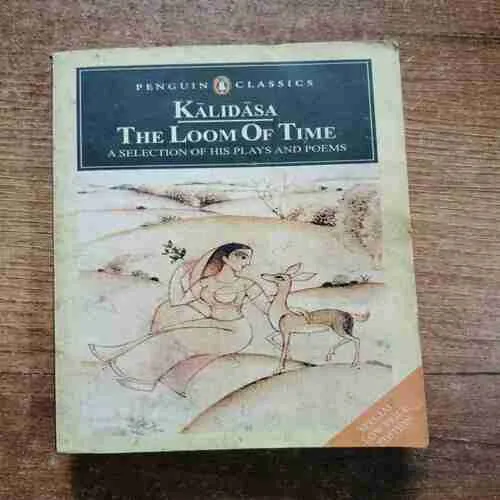 PENGUIN CLASSICS
KĀLIDĀSA
THE LOOM OF TIME
A SELECTION OF HIS PLAYS AND POEMS
SPECIAL
LOW PRICE
EDITION